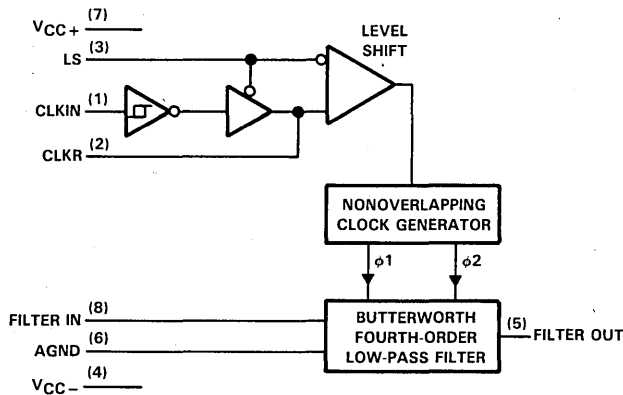 VCC+ (7)
LS (3)
LEVEL
SHIFT
CLKIN (1)
CLKR (2)
NONOVERLAPPING
CLOCK GENERATOR
φ1
φ2
FILTER IN (8)
AGND (6)
BUTTERWORTH
FOURTH-ORDER
LOW-PASS FILTER
(5) FILTER OUT
VCC− (4)